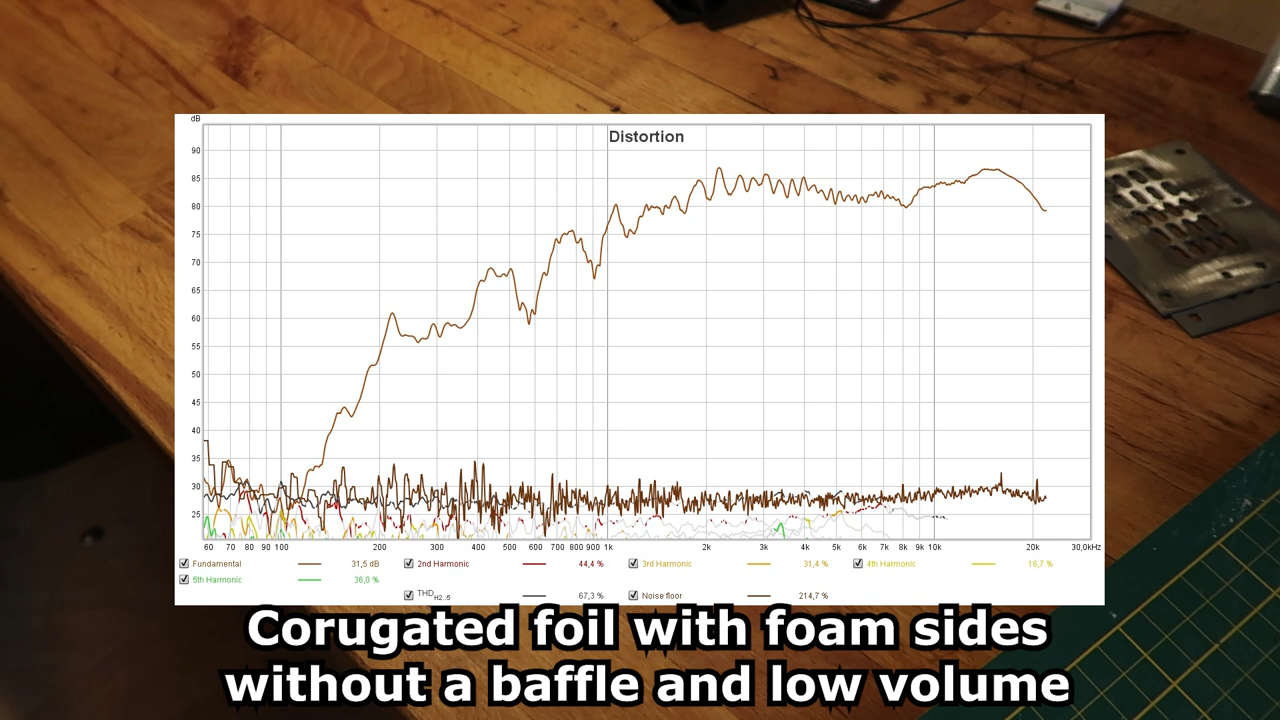 dB
Distortion
90
85
80
75
70
65
60
55
50
45
40
35
30
25
60 70 80 90 100 200 300 400 500 600 700 800 900 1k 2k 3k 4k 5k 6k 7k 8k 9k 10k 20k 30,0kHz
Fundamental 31,5 dB 2nd Harmonic 44,4 % 3rd Harmonic 31,4 % 4th Harmonic 16,7 %
5th Harmonic 36,0 %
THD H2..5 67,3 % Noise floor 214,7 %
Corugated foil with foam sides
without a baffle and low volume